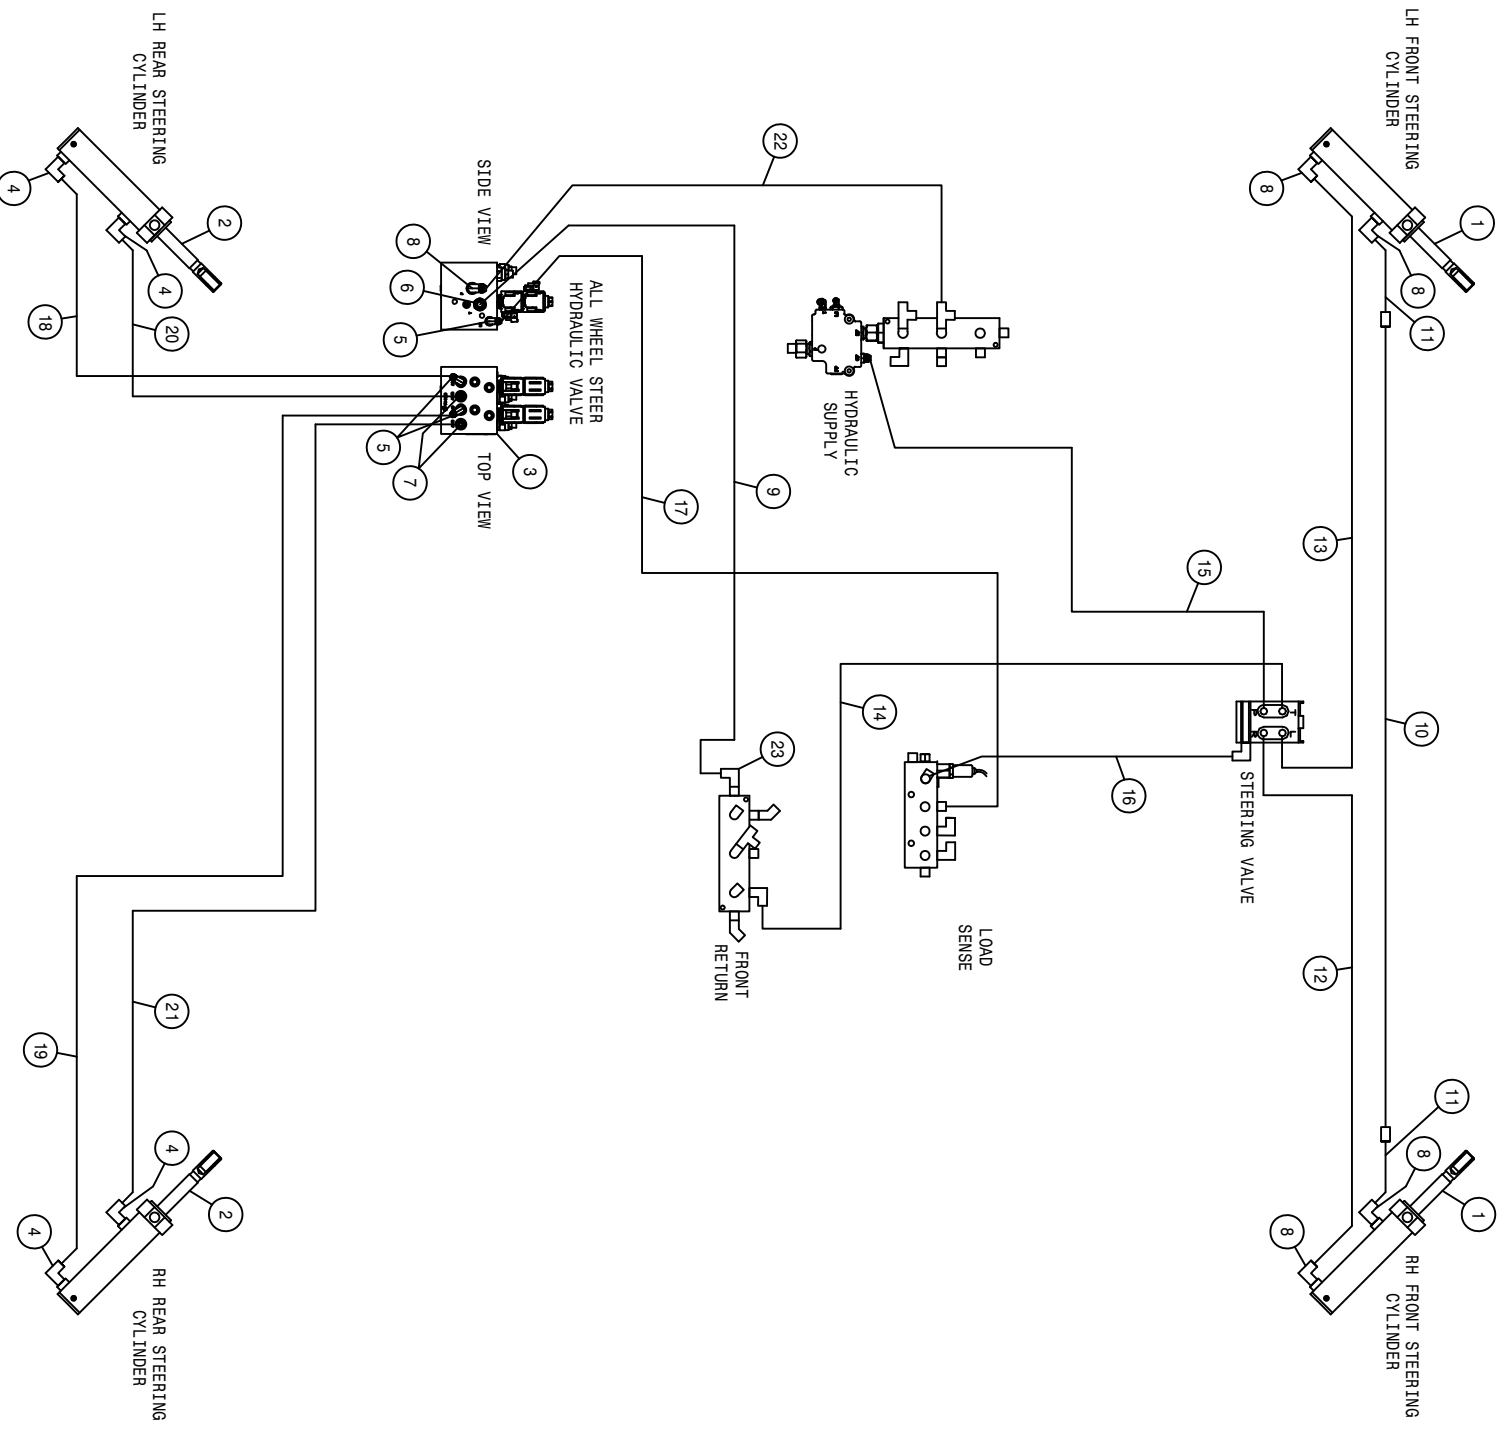 LH FRONT STEERING
CYLINDER
RH FRONT STEERING
CYLINDER
1
1
11
8
11
10
8
13
12
8
8
T
L
P
R
STEERING VALVE
15
16
LOAD
SENSE
14
HYDRAULIC
SUPPLY
22
9
23
FRONT
RETURN
17
ALL WHEEL STEER
HYDRAULIC VALVE
3
SIDE VIEW
TOP VIEW
8
6
5
7
5
2
2
LH REAR STEERING
CYLINDER
RH REAR STEERING
CYLINDER
4
20
21
4
18
19
4
4